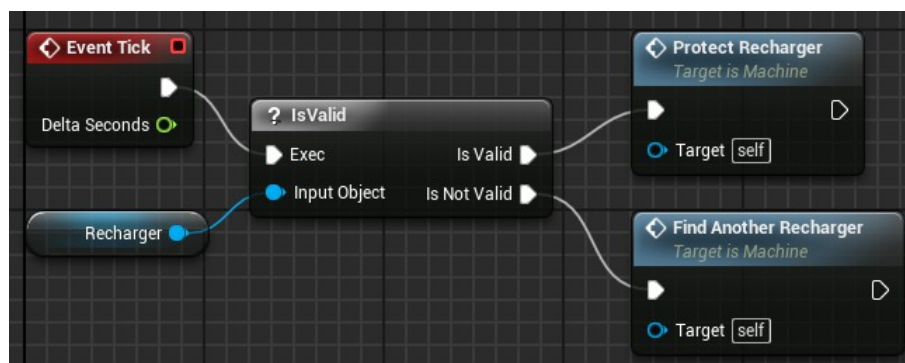 Event Tick
Delta Seconds
Recharger
? IsValid
Exec
Is Valid
Input Object
Is Not Valid
Protect Recharger
Target is Machine
Target self
Find Another Recharger
Target is Machine
Target self